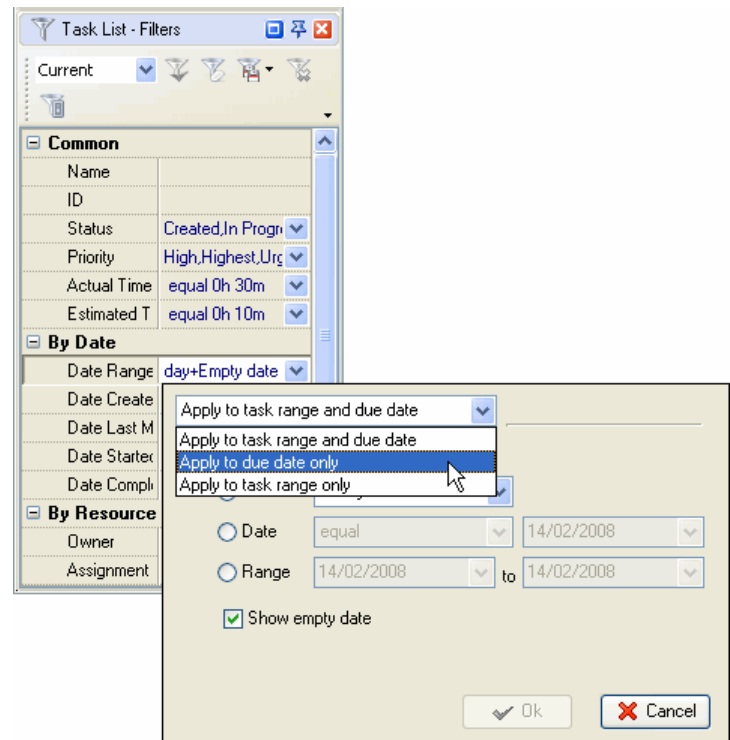 Task List - Filters
Current
Common
Name
ID
Status Created,In Progr
Priority High,Highest,Urg
Actual Time equal 0h 30m
Estimated T equal 0h 10m
By Date
Date Range day+Empty date
Date Create
Apply to task range and due date
Date Last M
Apply to task range and due date
Date Starte
Apply to due date only
Date Compl
Apply to task range only
By Resource
Owner
Date equal 14/02/2008
Assignment
Range 14/02/2008 to 14/02/2008
Show empty date
Ok Cancel